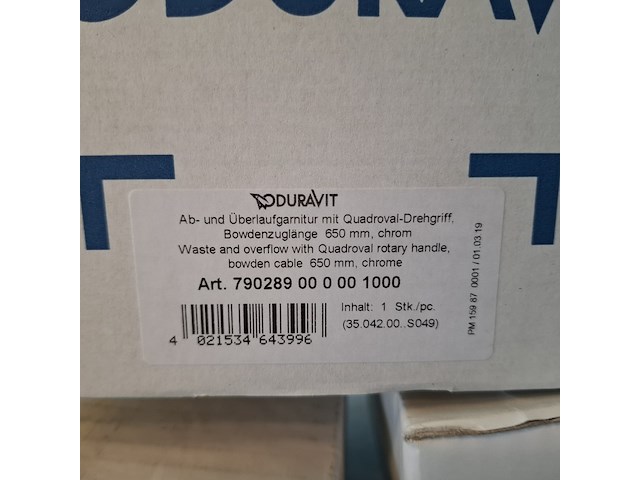 DURAVIT
DURAVIT
Ab- und Überlaufgarnitur mit Quadroval-Drehgriff,
Bowdenzuglänge 650 mm, chrom
Waste and overflow with Quadroval rotary handle,
bowden cable 650 mm, chrome
Art. 790289 00 0 00 1000
Inhalt: 1 Stk./pc.
(35.042.00..S049)
4 021534 643996
PM 159 87 0001 / 01.03.19